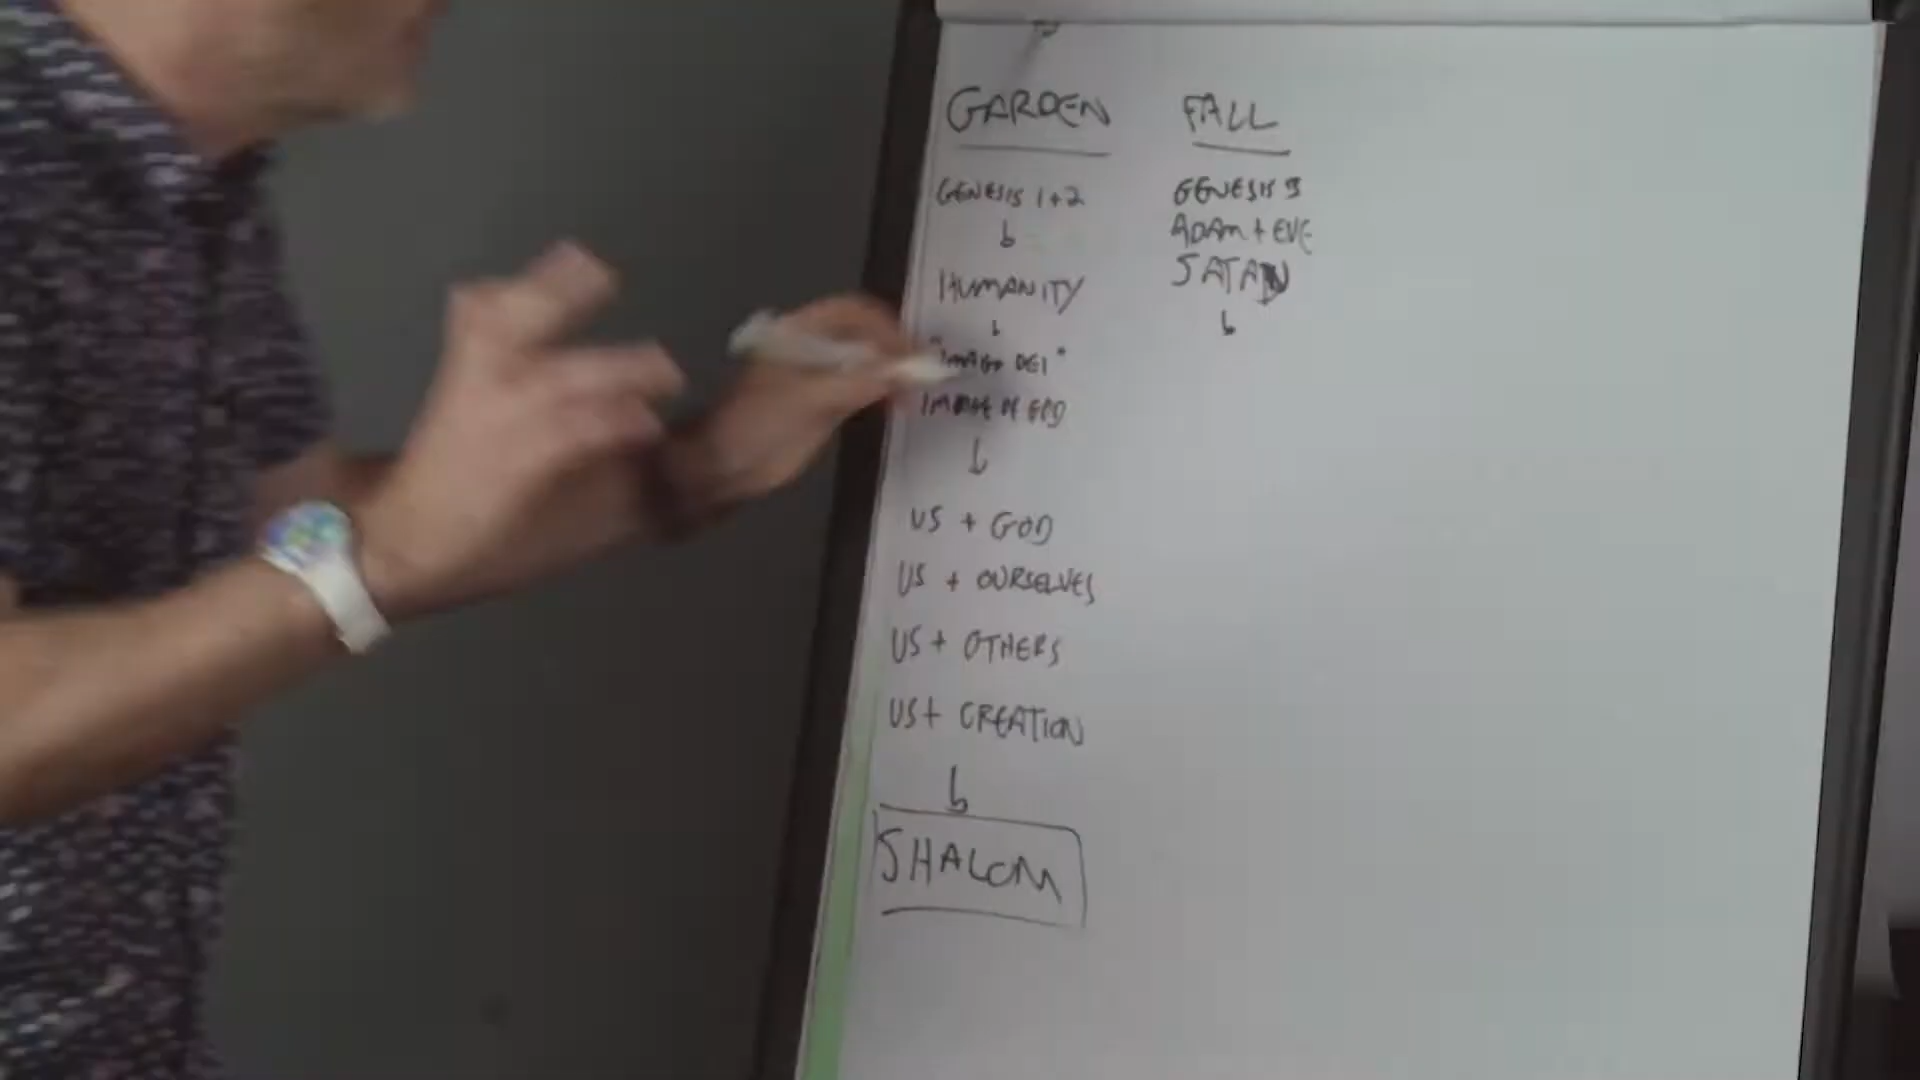 GARDEN
GENESIS 1+2
HUMANITY
"IMAGO DEI"
IMAGE OF GOD
US + GOD
US + OURSELVES
US + OTHERS
US + CREATION
SHALOM
FALL
GENESIS 3
ADAM + EVE
SATAN